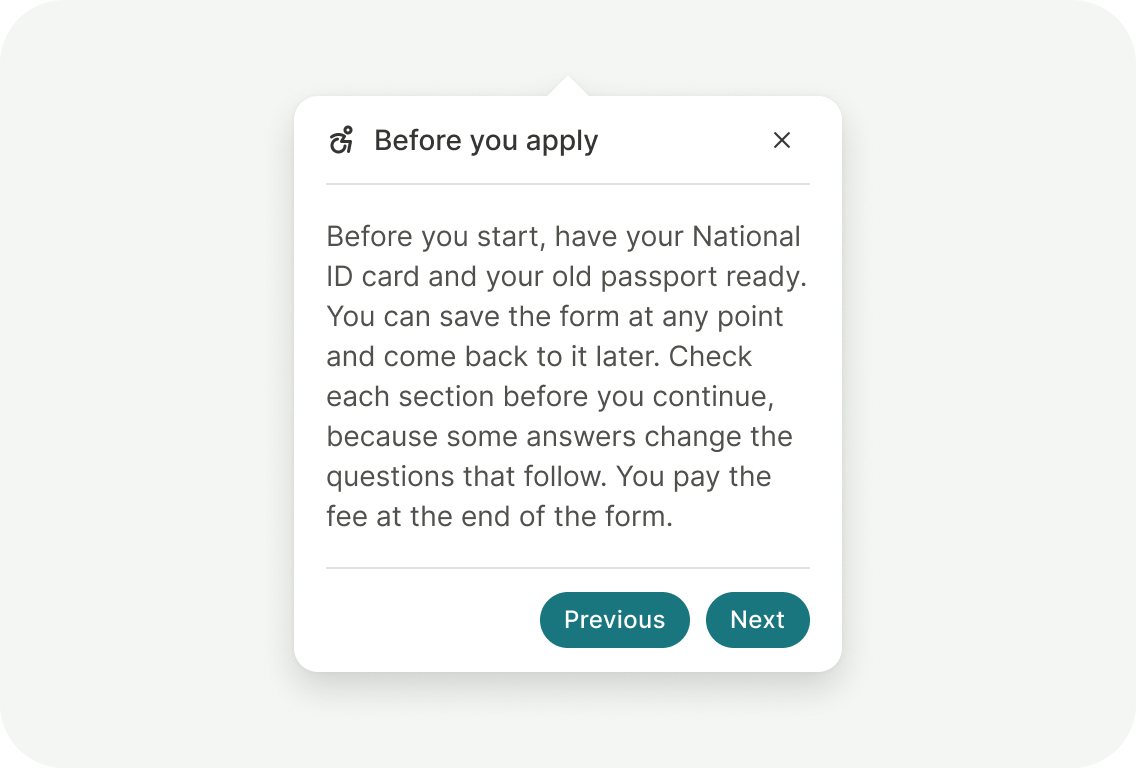 Before you apply
Before you start, have your National
ID card and your old passport ready.
You can save the form at any point
and come back to it later. Check
each section before you continue,
because some answers change the
questions that follow. You pay the
fee at the end of the form.
Previous
Next